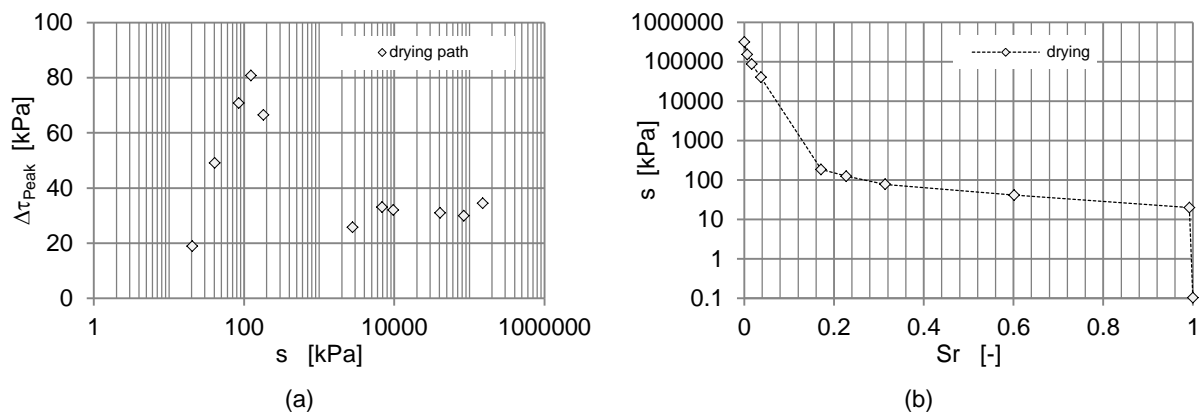 100
80
60
40
20
0
ΔτPeak [kPa]
drying path
1 100 10000 1000000
s [kPa]
(a)
1000000
100000
10000
1000
100
10
1
0.1
s [kPa]
drying
0 0.2 0.4 0.6 0.8 1
Sr [-]
(b)